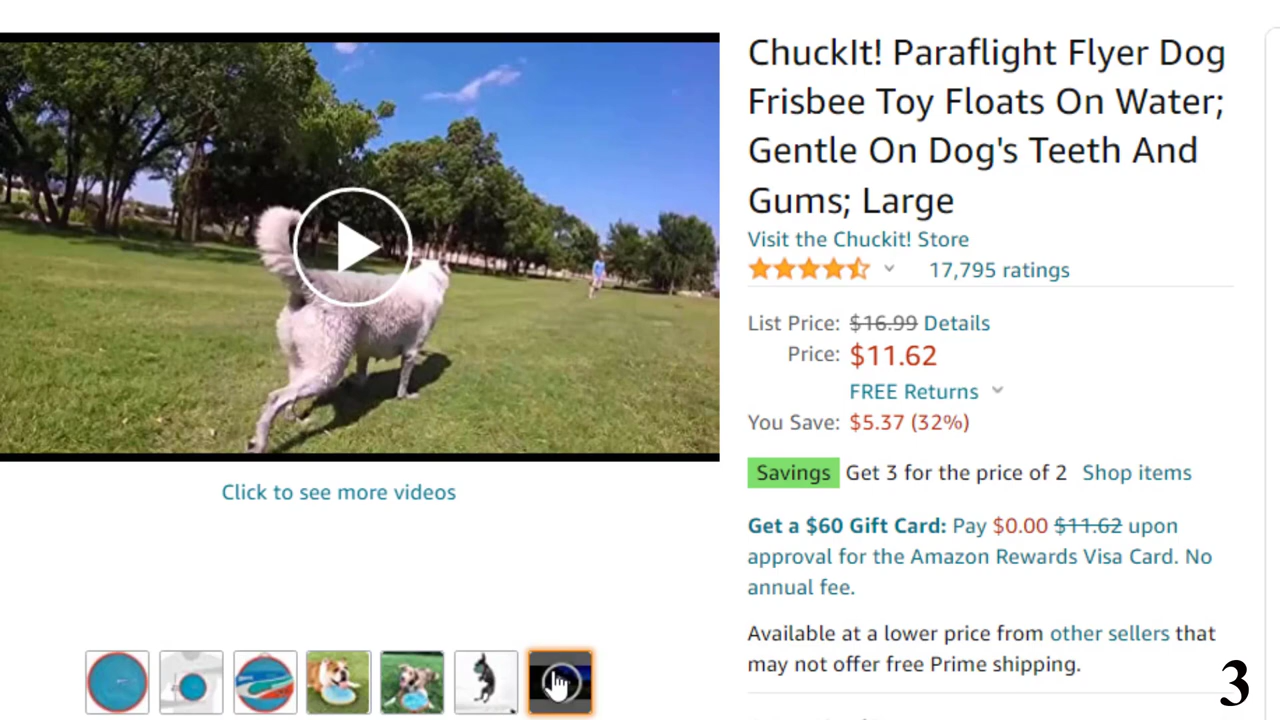 ChuckIt! Paraflight Flyer Dog
Frisbee Toy Floats On Water;
Gentle On Dog's Teeth And
Gums; Large
Visit the Chuckit! Store
17,795 ratings
List Price: $16.99 Details
Price: $11.62
FREE Returns
You Save: $5.37 (32%)
Savings Get 3 for the price of 2 Shop items
Get a $60 Gift Card: Pay $0.00 $11.62 upon
approval for the Amazon Rewards Visa Card. No
annual fee.
Available at a lower price from other sellers that
may not offer free Prime shipping.
Click to see more videos
3